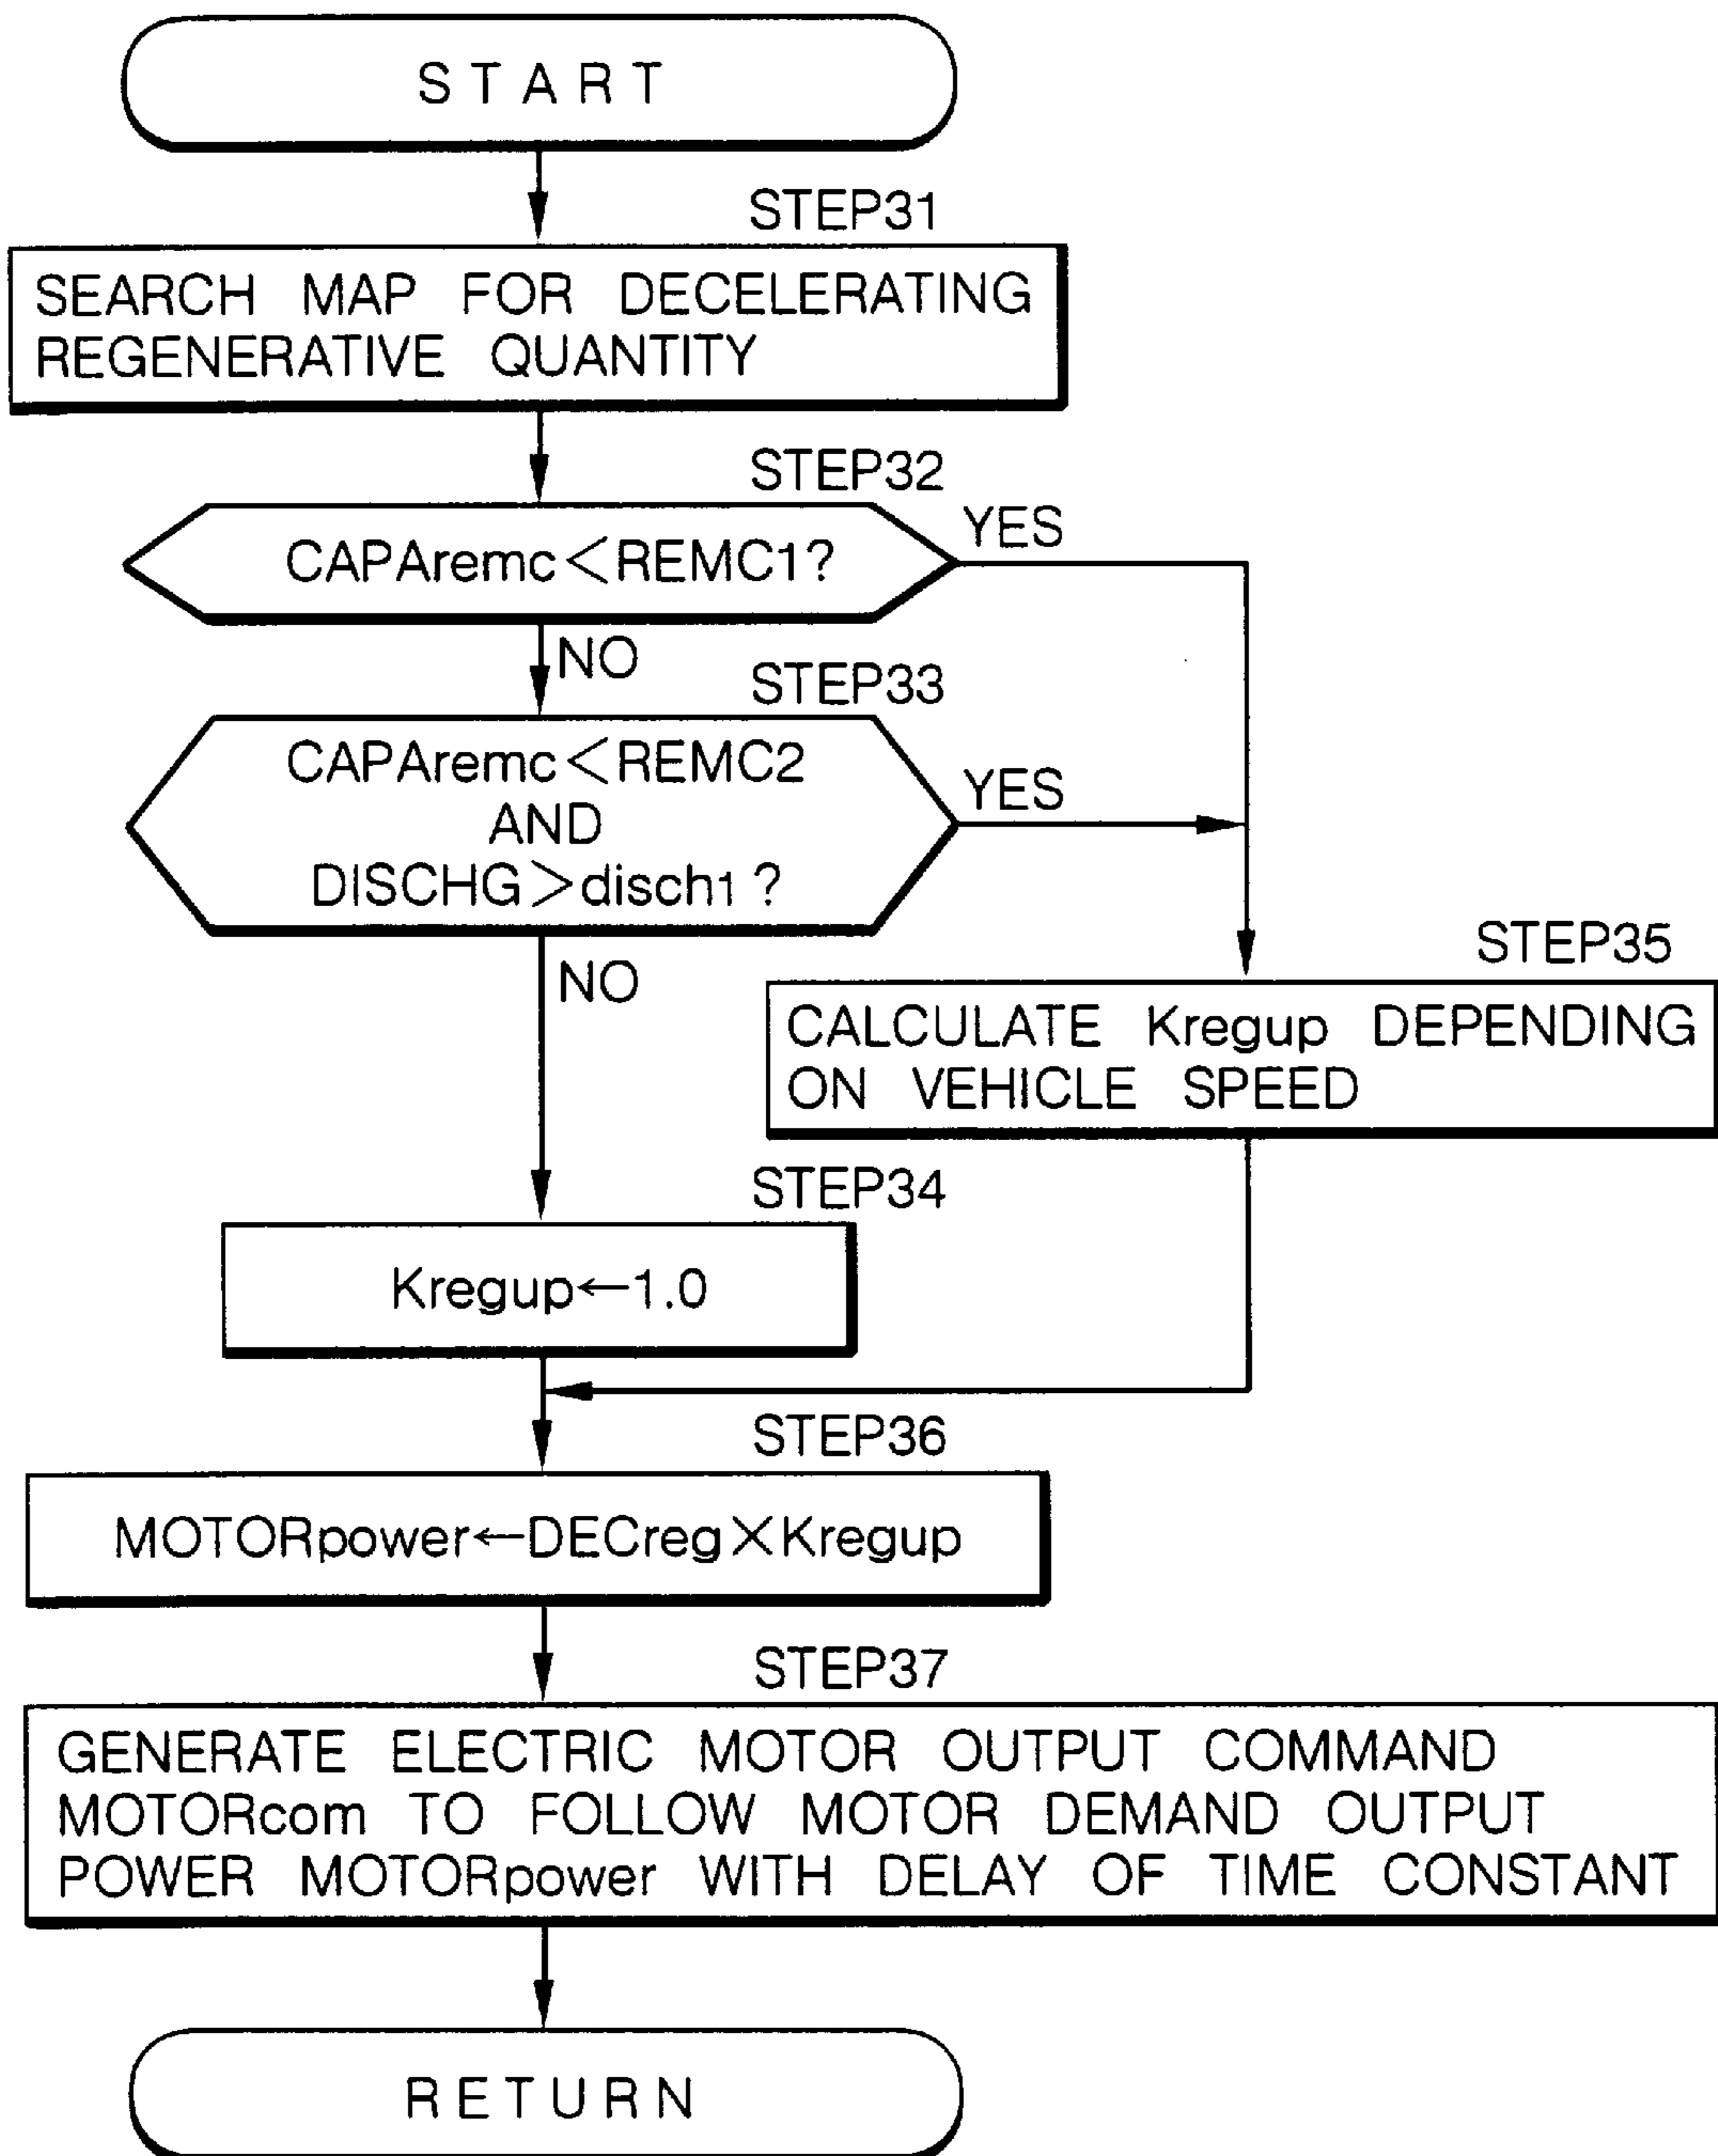 START
STEP31
SEARCH MAP FOR DECELERATING
REGENERATIVE QUANTITY
STEP32
CAPAremc<REMC1?
YES
NO
STEP33
CAPAremc<REMC2
AND
DISCHG>disch1?
YES
NO
STEP35
CALCULATE Kregup DEPENDING
ON VEHICLE SPEED
STEP34
Kregup←1.0
STEP36
MOTORpower←DECreg×Kregup
STEP37
GENERATE ELECTRIC MOTOR OUTPUT COMMAND
MOTORcom TO FOLLOW MOTOR DEMAND OUTPUT
POWER MOTORpower WITH DELAY OF TIME CONSTANT
RETURN